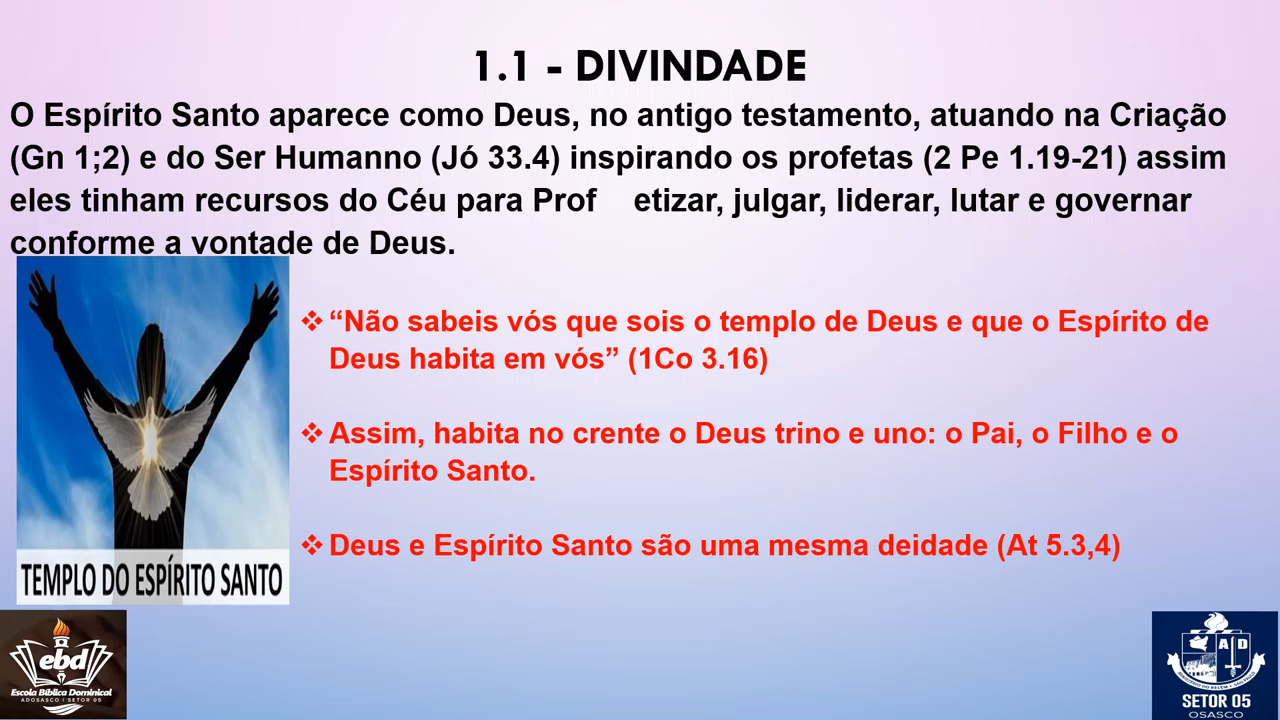 1.1 - DIVINDADE
O Espírito Santo aparece como Deus, no antigo testamento, atuando na Criação
(Gn 1;2) e do Ser Humanno (Jó 33.4) inspirando os profetas (2 Pe 1.19-21) assim
eles tinham recursos do Céu para Prof etizar, julgar, liderar, lutar e governar
conforme a vontade de Deus.
❖ “Não sabeis vós que sois o templo de Deus e que o Espírito de
Deus habita em vós” (1Co 3.16)
❖ Assim, habita no crente o Deus trino e uno: o Pai, o Filho e o
Espírito Santo.
❖ Deus e Espírito Santo são uma mesma deidade (At 5.3,4)
TEMPLO DO ESPÍRITO SANTO
ebd
Escola Bíblica Dominical
ADOSASCO | SETOR 05
A D
SETOR 05
OSASCO